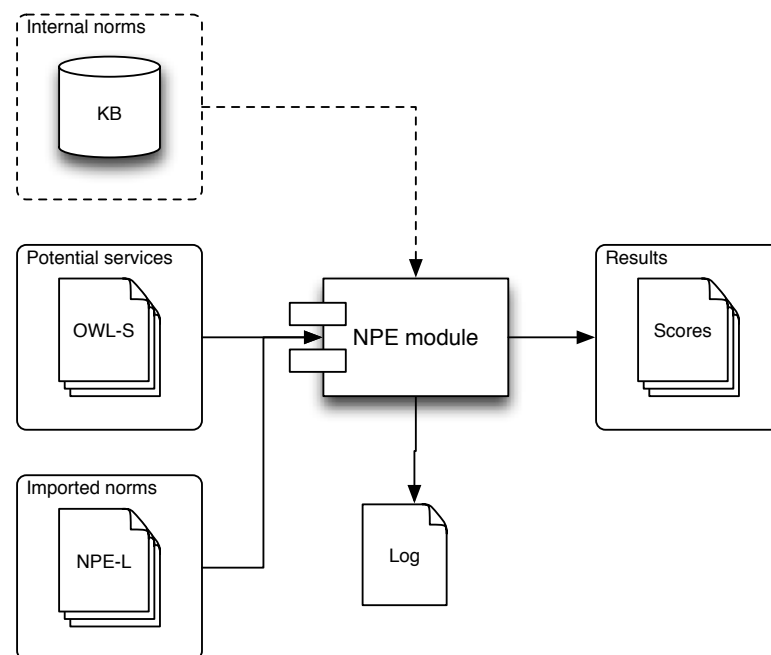 Internal norms
KB
Potential services
OWL-S
NPE module
Results
Scores
Imported norms
NPE-L
Log